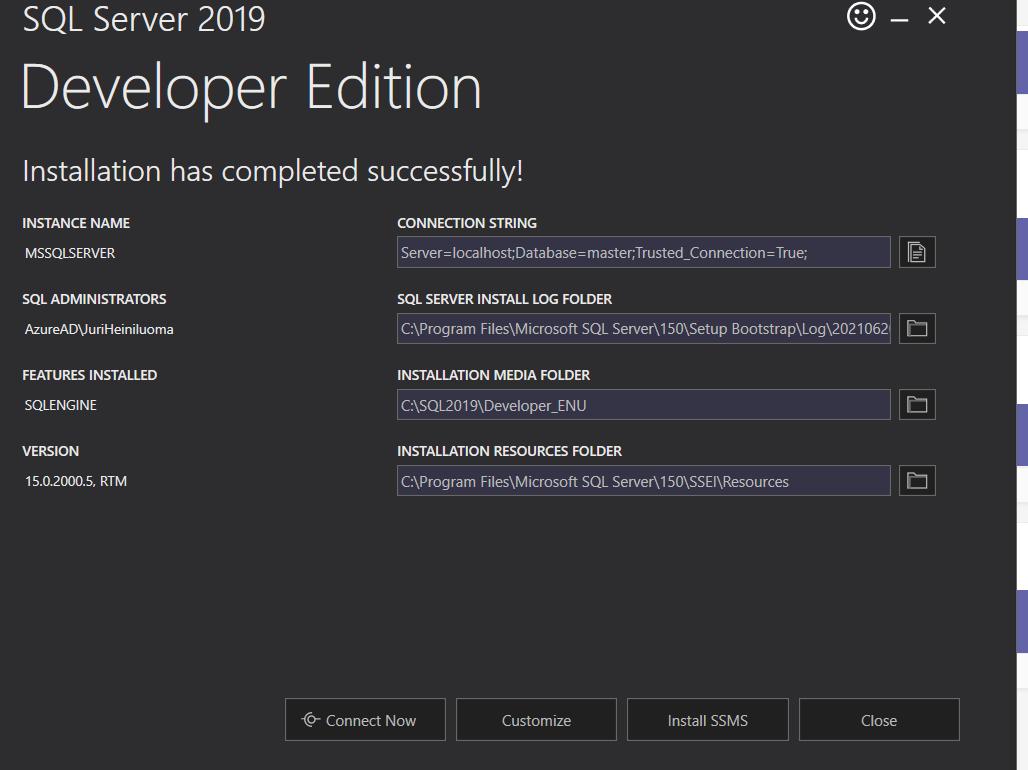 SQL Server 2019
Developer Edition
Installation has completed successfully!
INSTANCE NAME
MSSQLSERVER
CONNECTION STRING
Server=localhost;Database=master;Trusted_Connection=True;
SQL ADMINISTRATORS
AzureAD\JuriHeiniluoma
SQL SERVER INSTALL LOG FOLDER
C:\Program Files\Microsoft SQL Server\150\Setup Bootstrap\Log\2021062
FEATURES INSTALLED
SQLENGINE
INSTALLATION MEDIA FOLDER
C:\SQL2019\Developer_ENU
VERSION
15.0.2000.5, RTM
INSTALLATION RESOURCES FOLDER
C:\Program Files\Microsoft SQL Server\150\SSEI\Resources
Connect Now
Customize
Install SSMS
Close